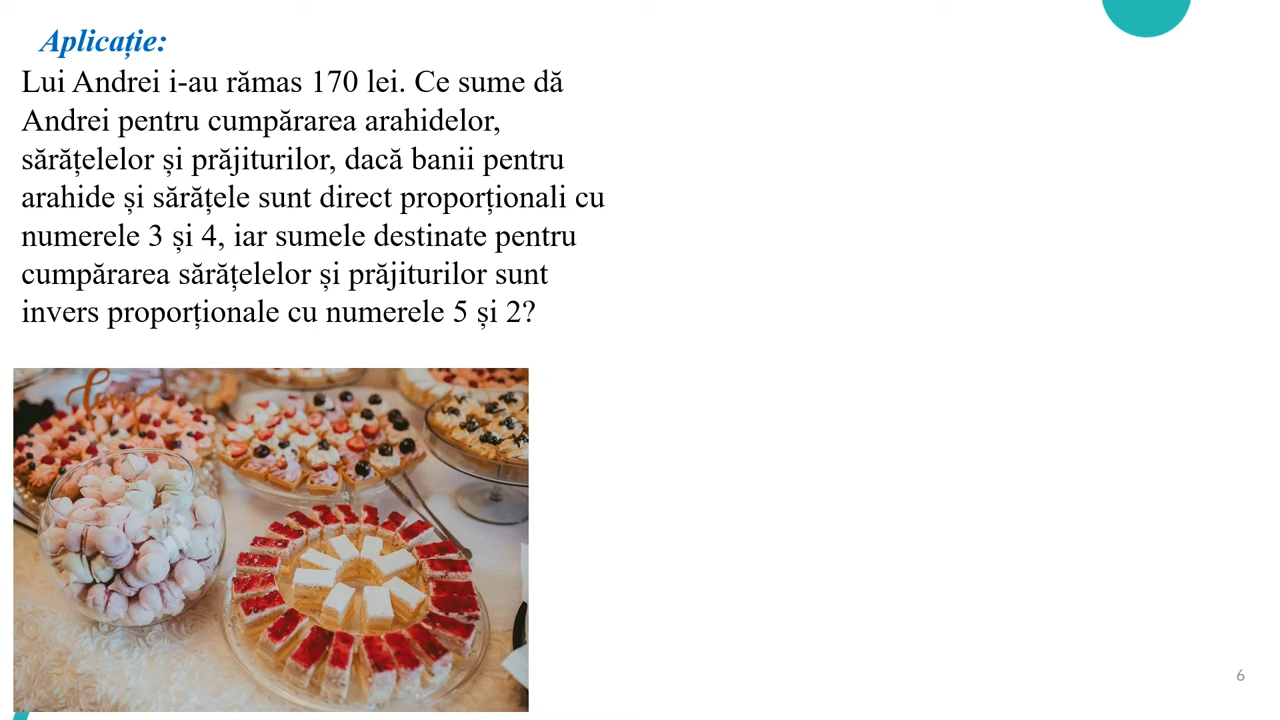 Aplicație:
Lui Andrei i-au rămas 170 lei. Ce sume dă
Andrei pentru cumpărarea arahidelor,
sărățelelor și prăjiturilor, dacă banii pentru
arahide și sărățele sunt direct proporționali cu
numerele 3 și 4, iar sumele destinate pentru
cumpărarea sărățelelor și prăjiturilor sunt
invers proporționale cu numerele 5 și 2?
6